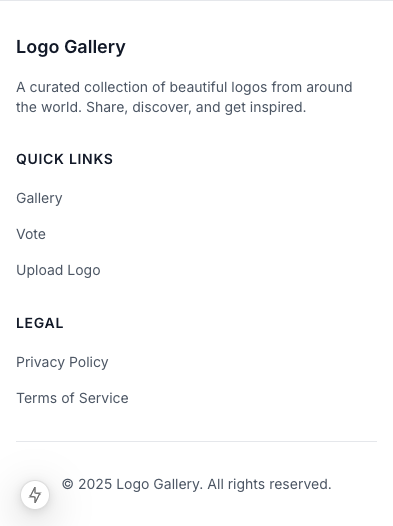 Logo Gallery
A curated collection of beautiful logos from around
the world. Share, discover, and get inspired.
QUICK LINKS
Gallery
Vote
Upload Logo
LEGAL
Privacy Policy
Terms of Service
© 2025 Logo Gallery. All rights reserved.